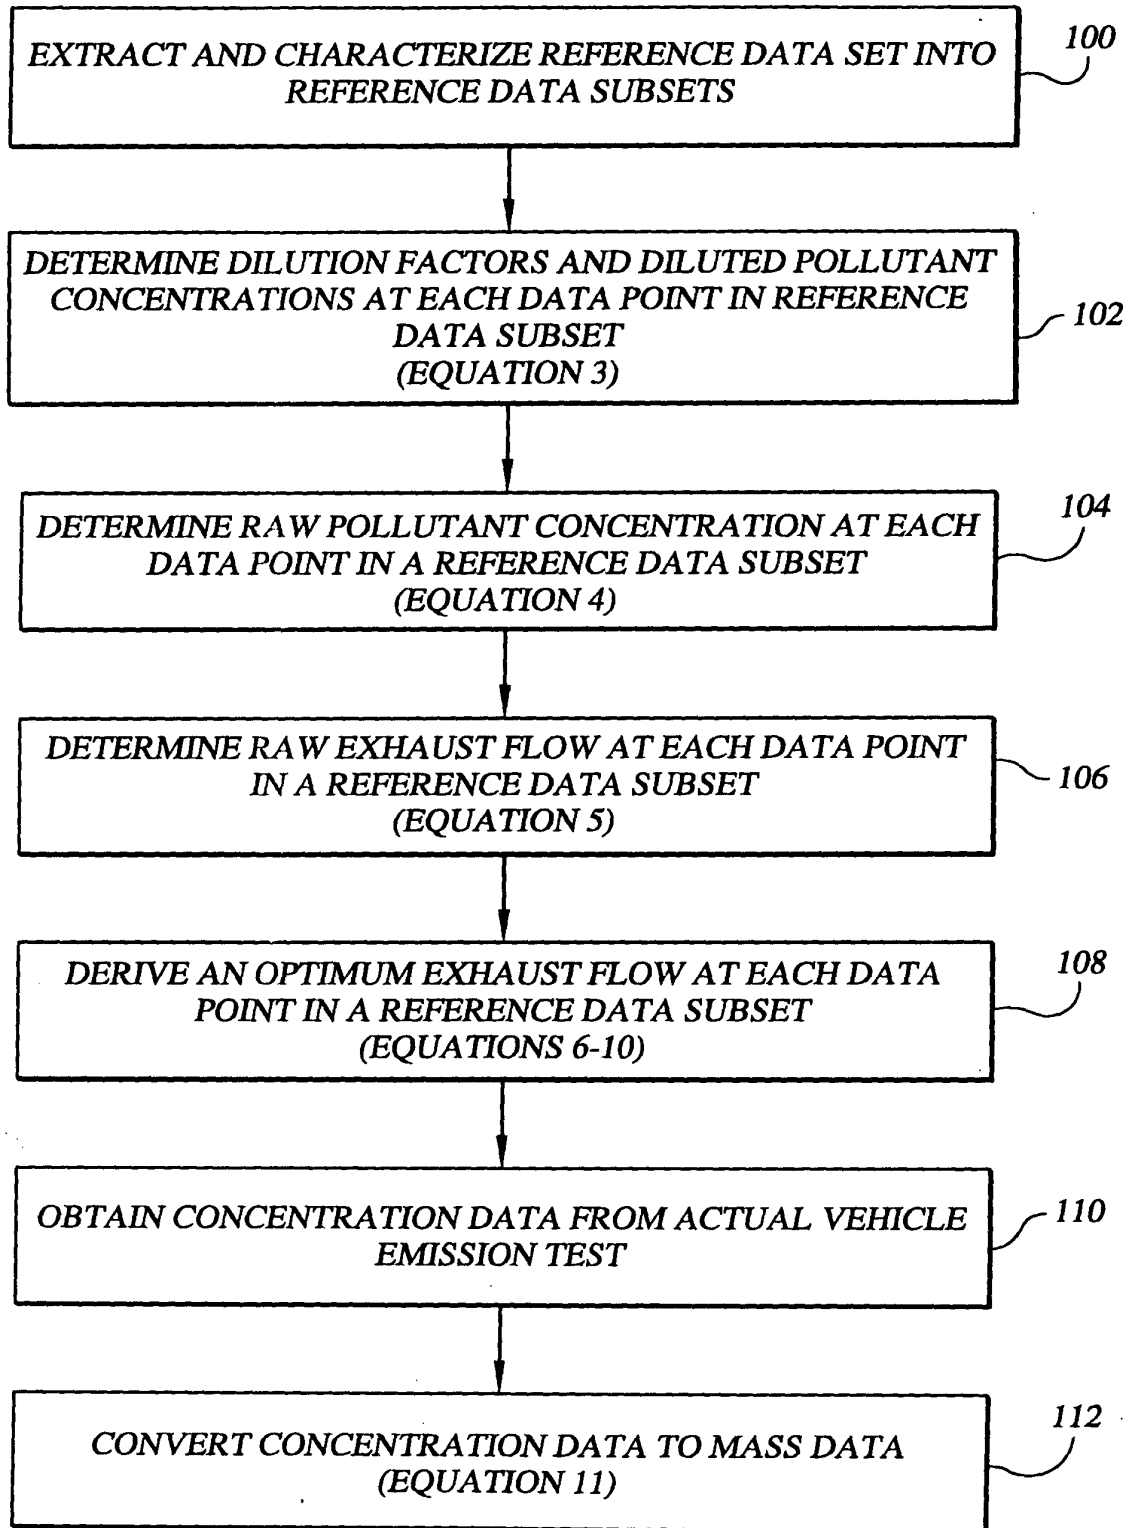 EXTRACT AND CHARACTERIZE REFERENCE DATA SET INTO
REFERENCE DATA SUBSETS
100
DETERMINE DILUTION FACTORS AND DILUTED POLLUTANT
CONCENTRATIONS AT EACH DATA POINT IN REFERENCE
DATA SUBSET
(EQUATION 3)
102
DETERMINE RAW POLLUTANT CONCENTRATION AT EACH
DATA POINT IN A REFERENCE DATA SUBSET
(EQUATION 4)
104
DETERMINE RAW EXHAUST FLOW AT EACH DATA POINT
IN A REFERENCE DATA SUBSET
(EQUATION 5)
106
DERIVE AN OPTIMUM EXHAUST FLOW AT EACH DATA
POINT IN A REFERENCE DATA SUBSET
(EQUATIONS 6-10)
108
OBTAIN CONCENTRATION DATA FROM ACTUAL VEHICLE
EMISSION TEST
110
CONVERT CONCENTRATION DATA TO MASS DATA
(EQUATION 11)
112